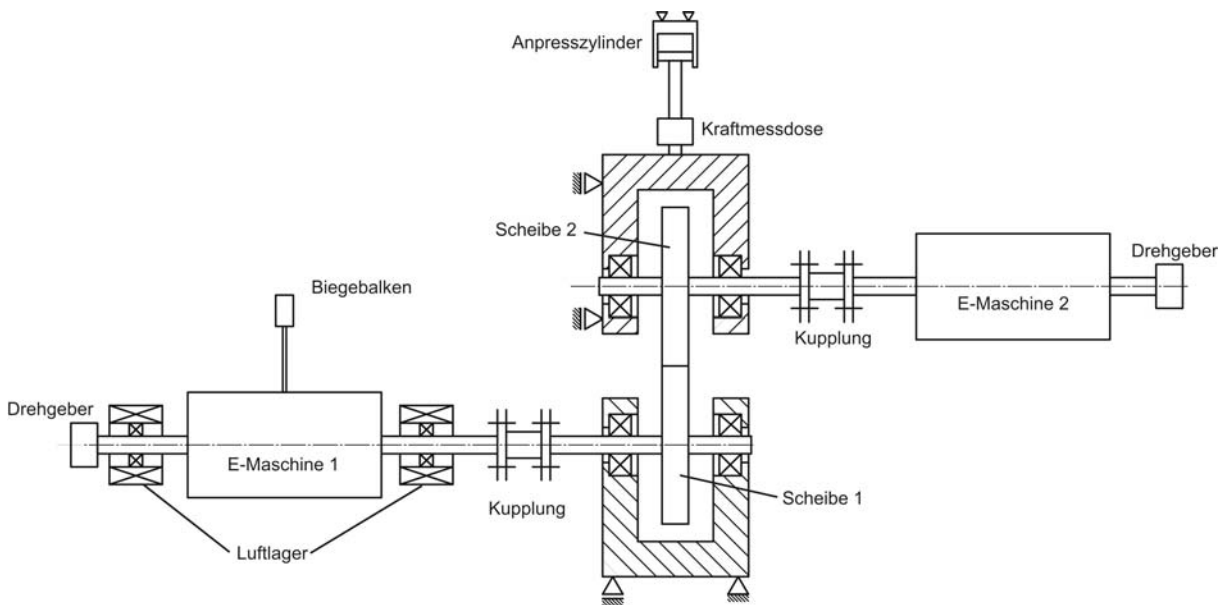 Anpresszylinder
Kraftmessdose
Scheibe 2
Drehgeber
Biegebalken
E-Maschine 2
Kupplung
Drehgeber
E-Maschine 1
Scheibe 1
Kupplung
Luftlager